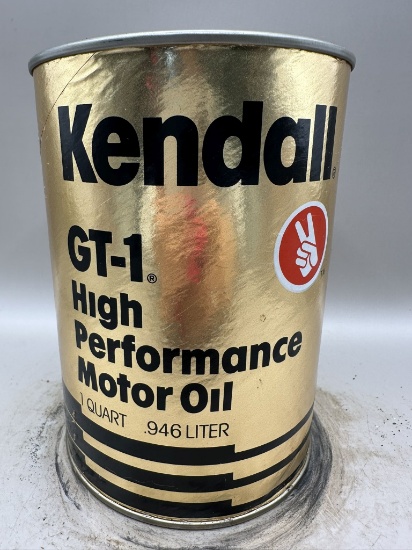 Kendall®
GT-1®
High
Performance
Motor Oil
1 QUART .946 LITER